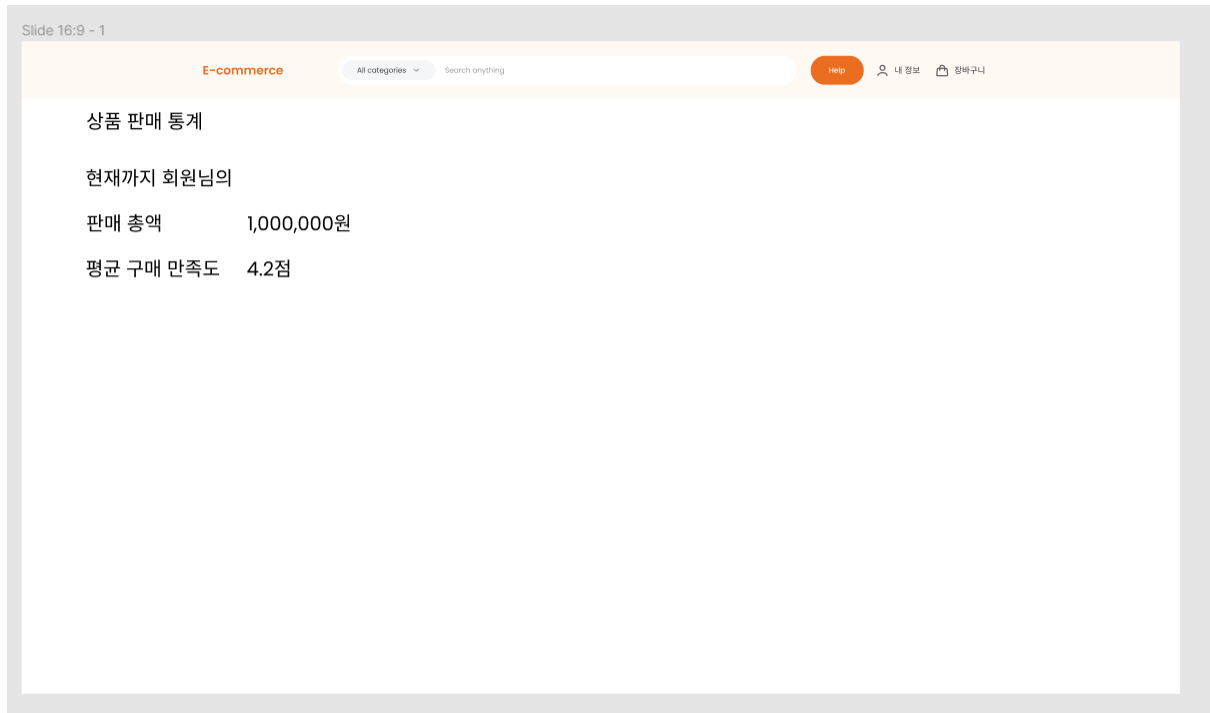 Slide 16:9 - 1
E-commerce All categories Search anything Help 내 정보 장바구니
상품 판매 통계
현재까지 회원님의
판매 총액 1,000,000원
평균 구매 만족도 4.2점